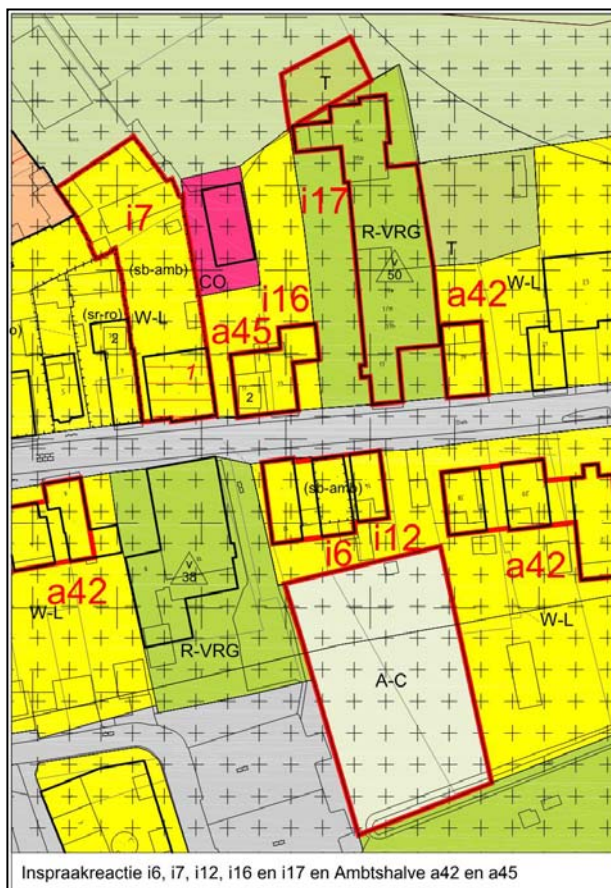 T
i7
i17
R-VRG
(sb-amb)
CO
v
50
T
i16
a42
W-L
(sr-ro)
W-L
a45
2
1
2
(sb-amb)
i12
i6
a42
a42
v
38
W-L
R-VRG
W-L
A-C
Inspraakreactie i6, i7, i12, i16 en i17 en Ambtshalve a42 en a45